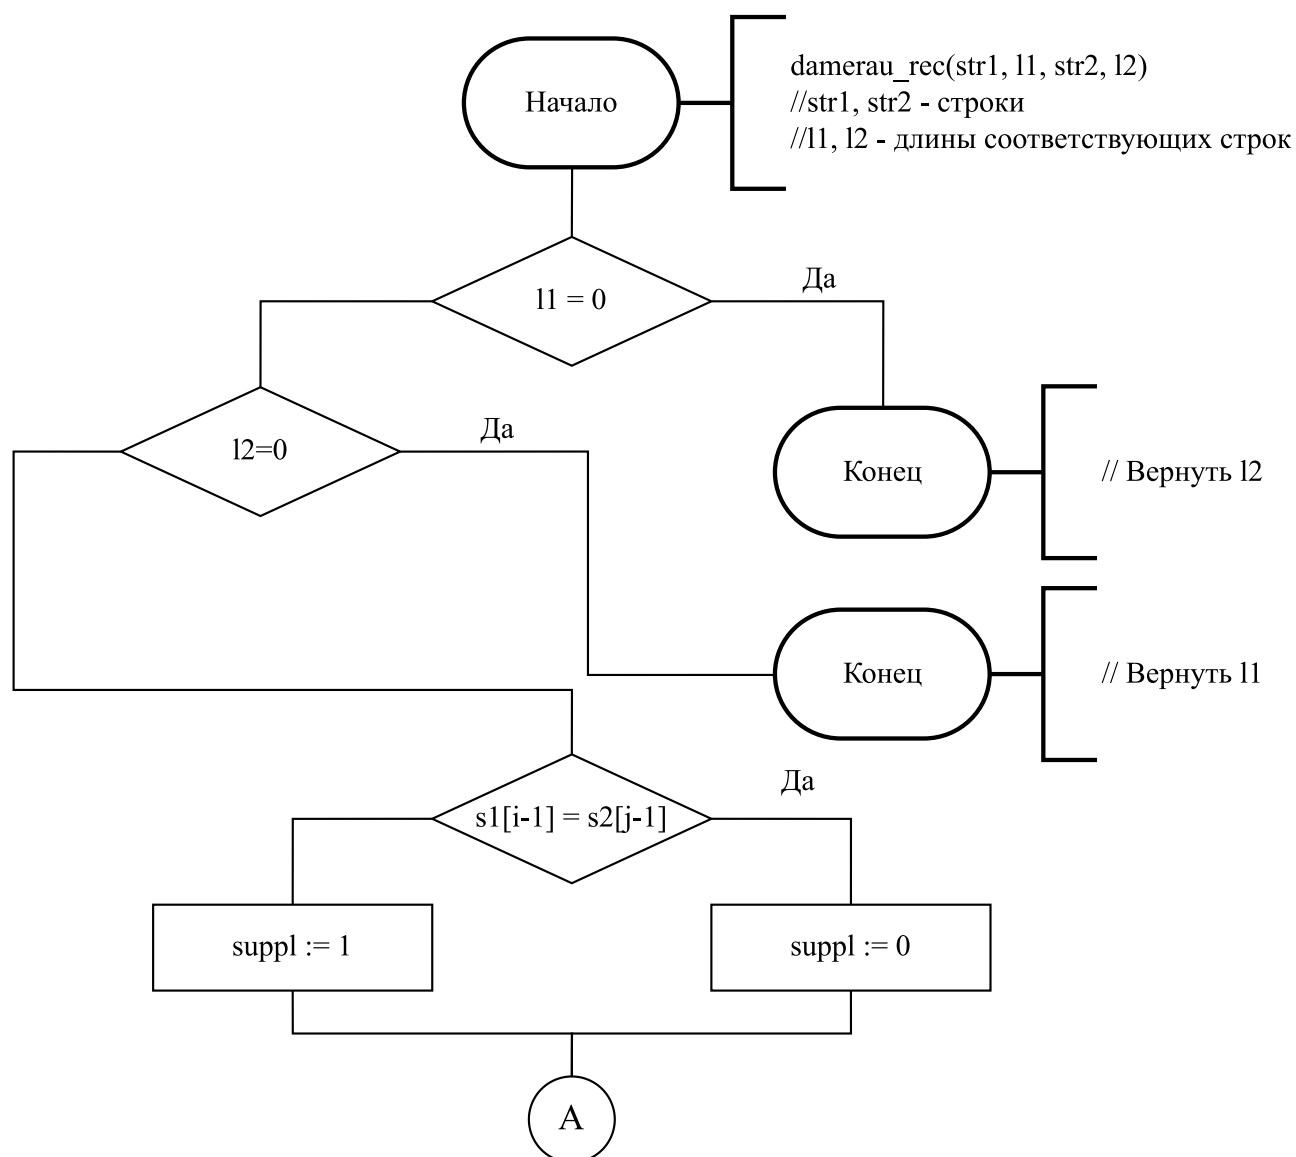 Начало
damerau_rec(str1, l1, str2, l2)
//str1, str2 - строки
//l1, l2 - длины соответствующих строк
l1 = 0
Да
l2=0
Да
Конец
// Вернуть l2
Конец
// Вернуть l1
s1[i-1] = s2[j-1]
Да
suppl := 1
suppl := 0
A